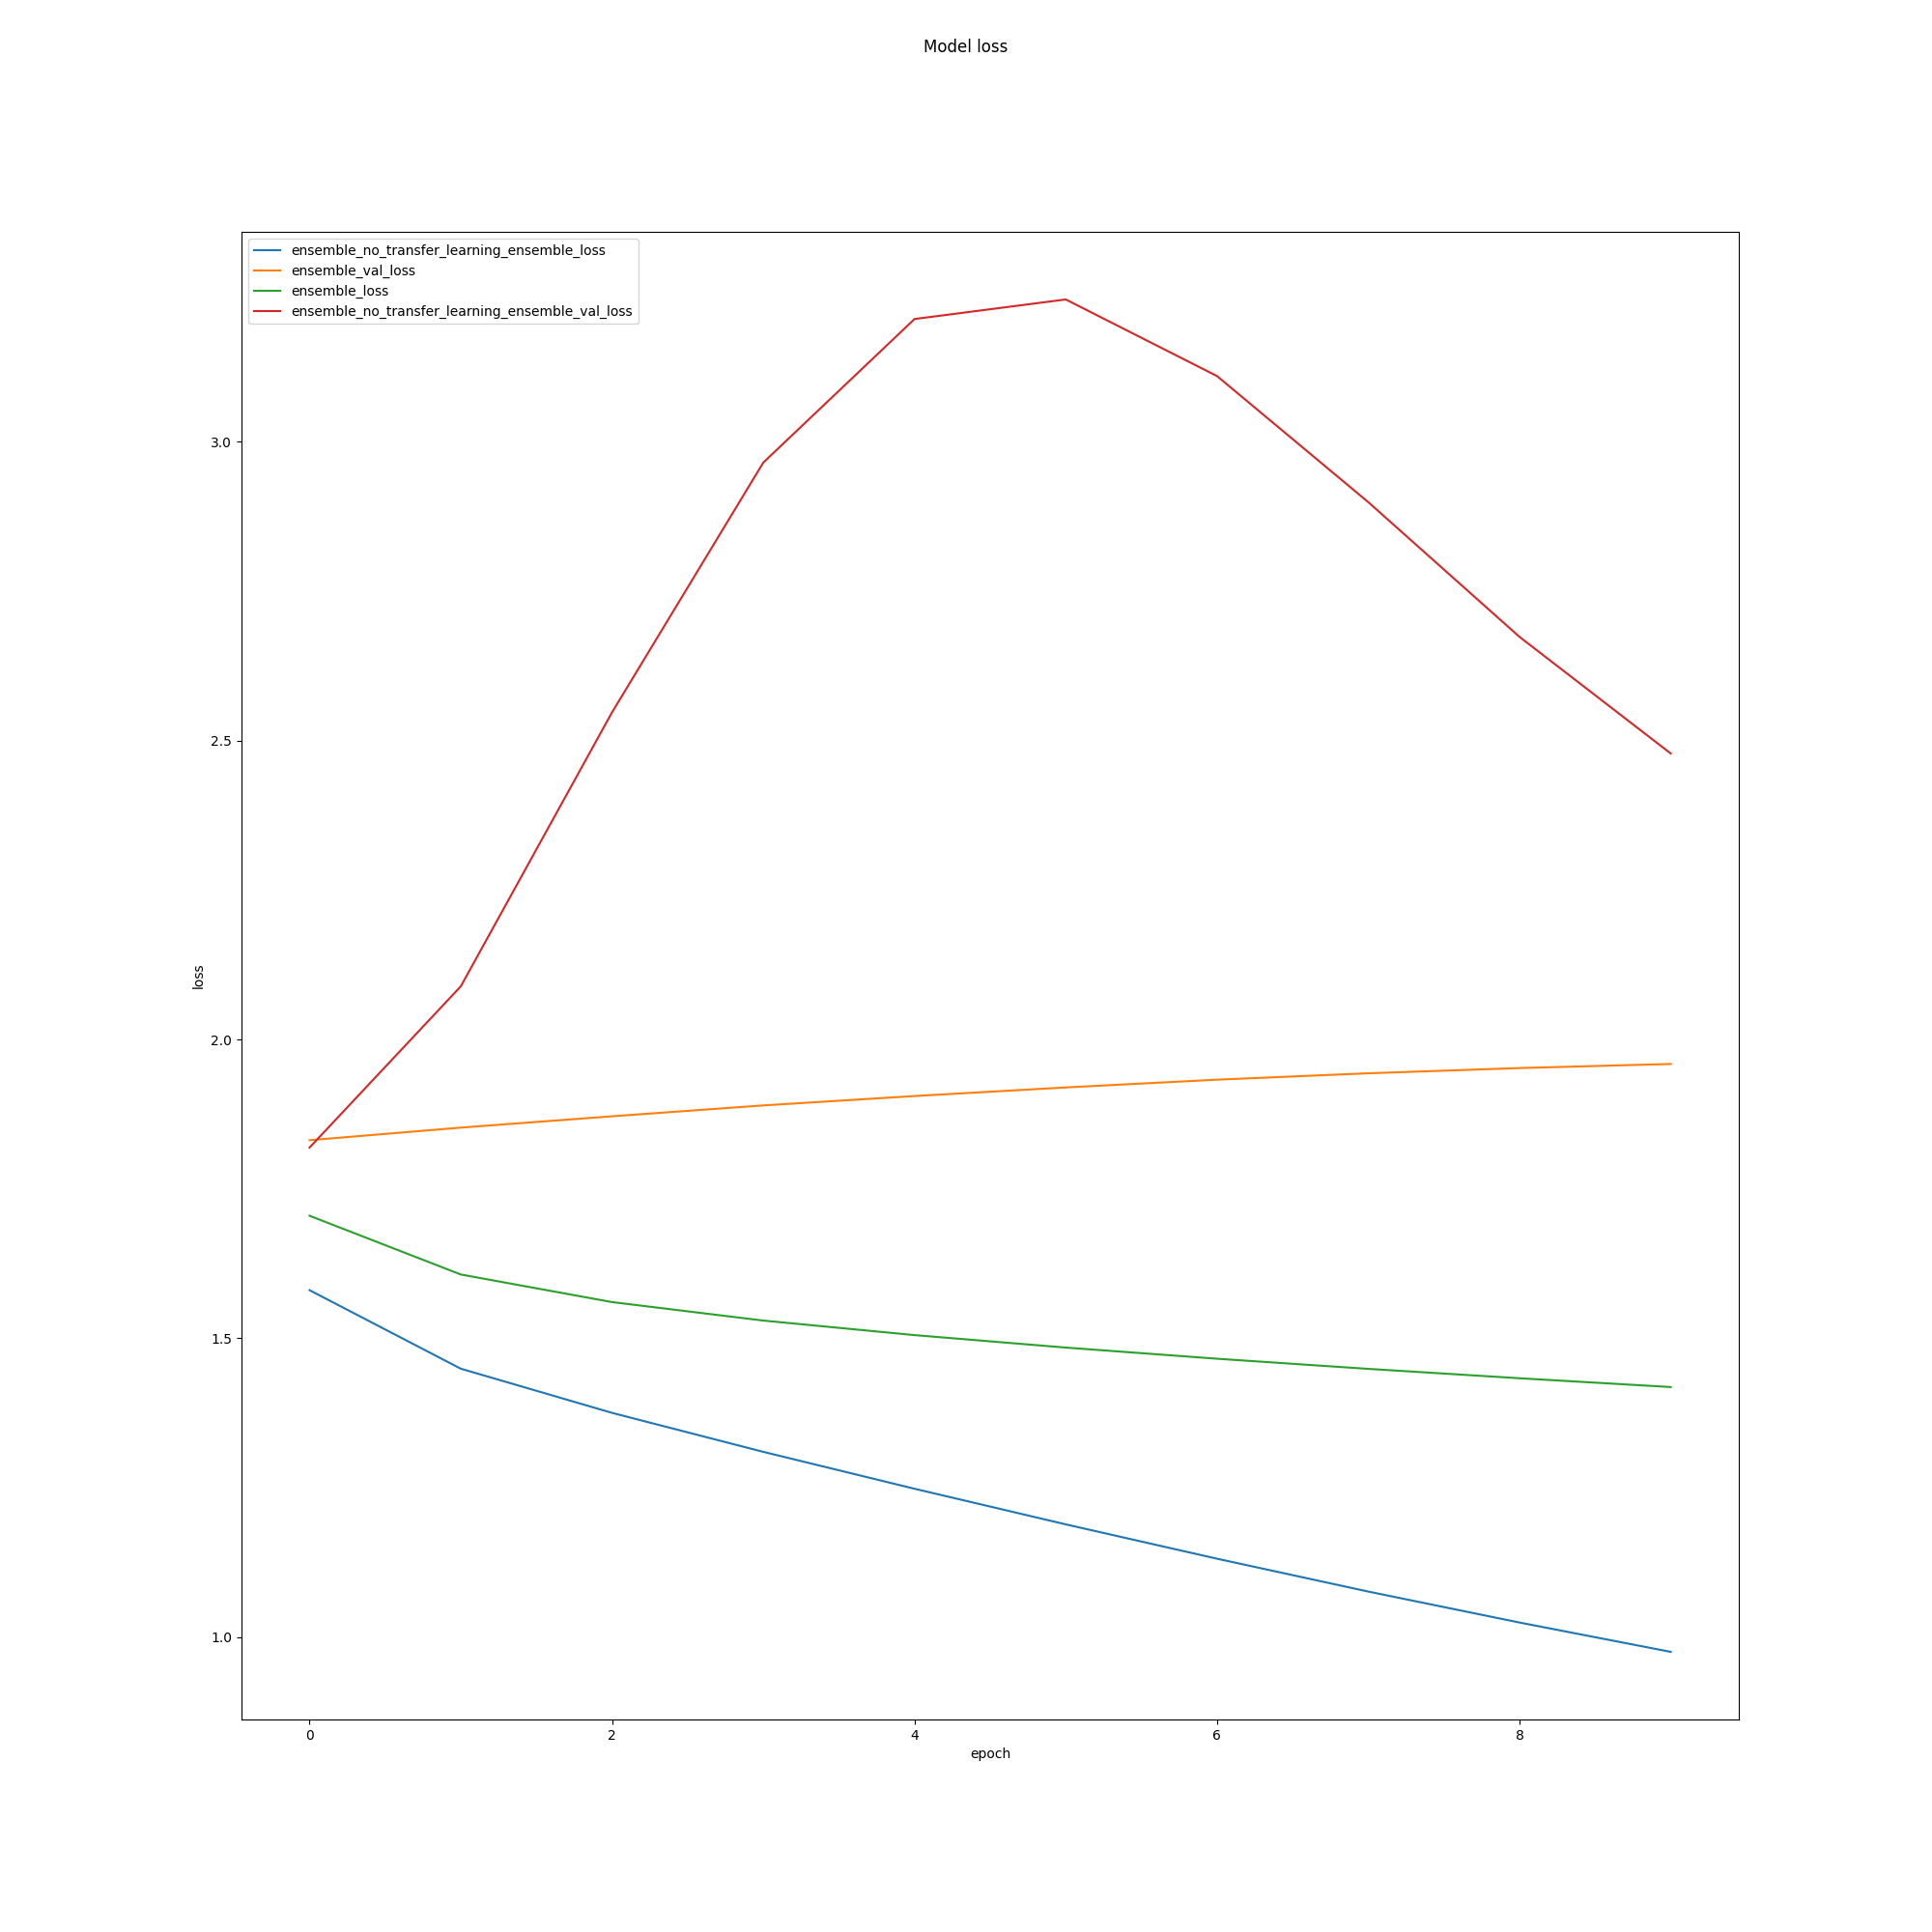 Model loss
ensemble_no_transfer_learning_ensemble_loss
ensemble_val_loss
ensemble_loss
ensemble_no_transfer_learning_ensemble_val_loss
3.0
2.5
2.0
1.5
1.0
loss
0 2 4 6 8
epoch